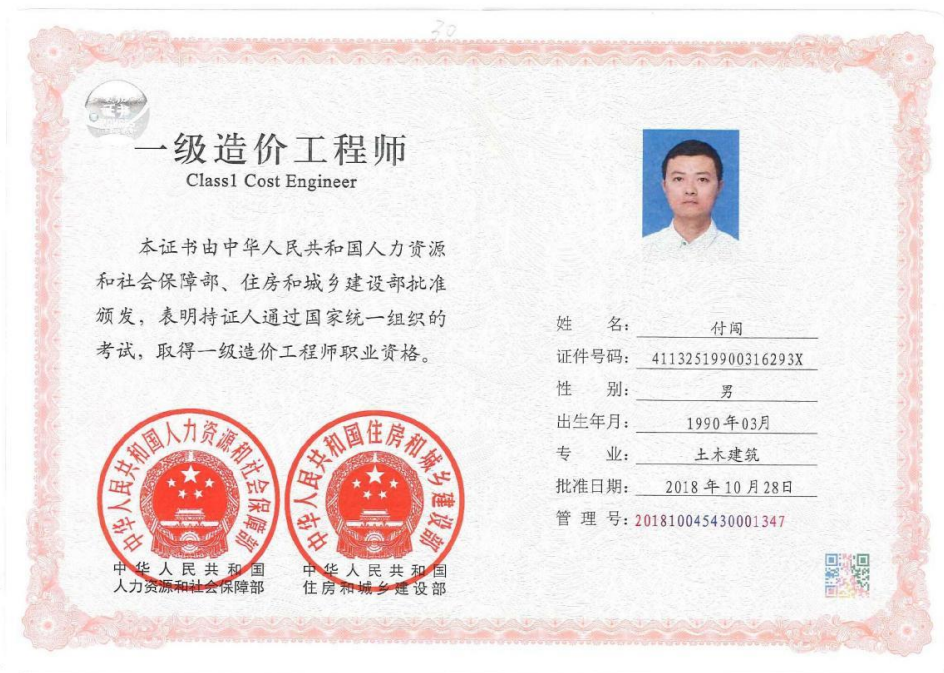 30
一级造价工程师
Class1 Cost Engineer
本证书由中华人民共和国人力资源
和社会保障部、住房和城乡建设部批准
颁发，表明持证人通过国家统一组织的
考试，取得一级造价工程师职业资格。
中华人民共和国人力资源和社会保障部
中华人民共和国住房和城乡建设部
中华人民共和国
人力资源和社会保障部
中华人民共和国
住房和城乡建设部
姓 名： 付闯
证件号码： 41132519900316293X
性 别： 男
出生年月： 1990年03月
专 业： 土木建筑
批准日期： 2018年10月28日
管 理 号: 201810045430001347